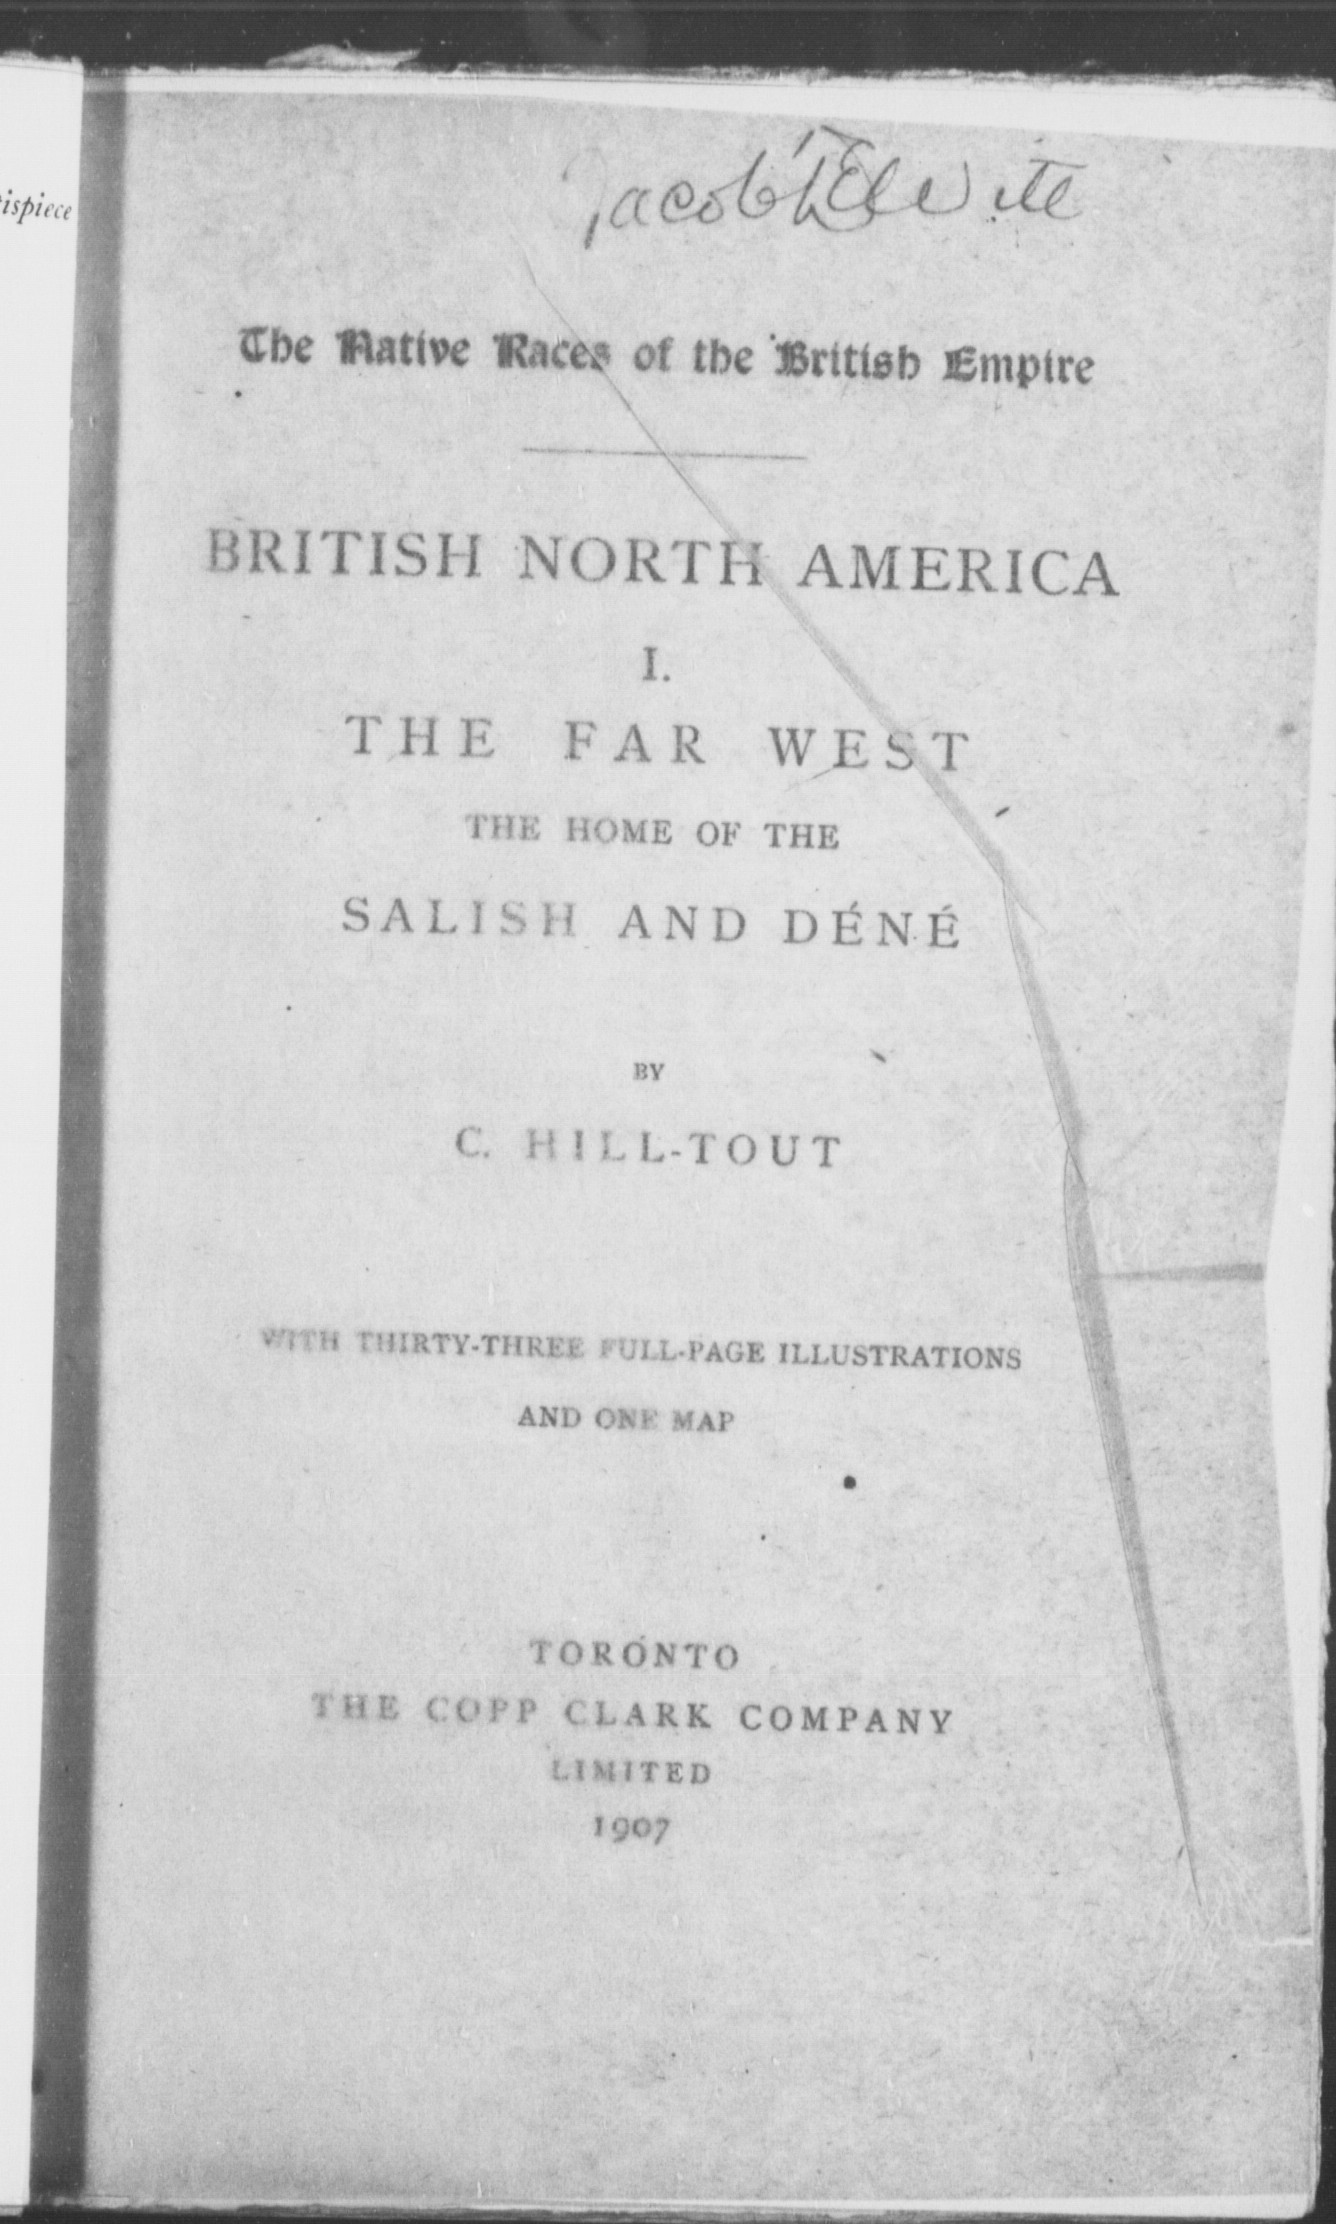 ispiece
Jacob
The Native Races of the British Empire
BRITISH NORTH AMERICA
I.
THE FAR WEST
THE HOME OF THE
SALISH AND DÉNÉ
BY
C. HILL-TOUT
WITH THIRTY-THREE FULL-PAGE ILLUSTRATIONS
AND ONE MAP
TORONTO
THE COPP CLARK COMPANY
LIMITED
1907